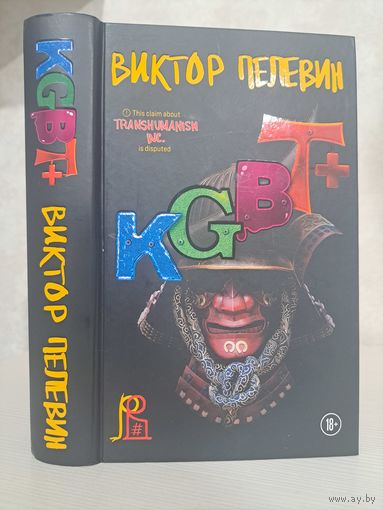 KGBT+ ВИКТОР ПЕЛЕВИН
ВИКТОР ПЕЛЕВИН
! This claim about
TRANSHUMANISM
INC.
is disputed
KGBT+
#
18+
www.ay.by